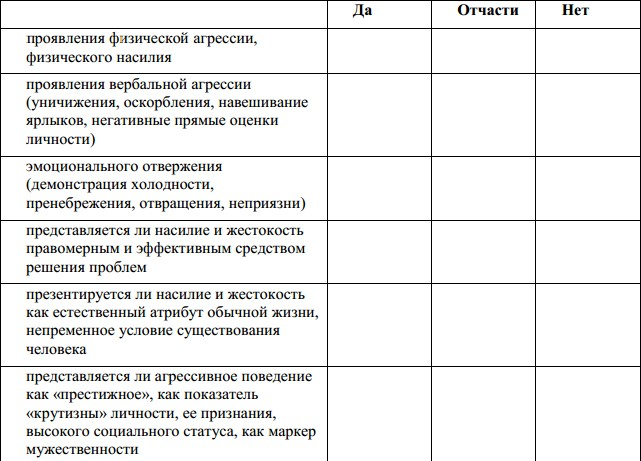 Да Отчасти Нет
проявления физической агрессии,
физического насилия
проявления вербальной агрессии
(уничижения, оскорбления, навешивание
ярлыков, негативные прямые оценки
личности)
эмоционального отвержения
(демонстрация холодности,
пренебрежения, отвращения, неприязни)
представляется ли насилие и жестокость
правомерным и эффективным средством
решения проблем
презентируется ли насилие и жестокость
как естественный атрибут обычной жизни,
непременное условие существования
человека
представляется ли агрессивное поведение
как «престижное», как показатель
«крутизны» личности, ее признания,
высокого социального статуса, как маркер
мужественности